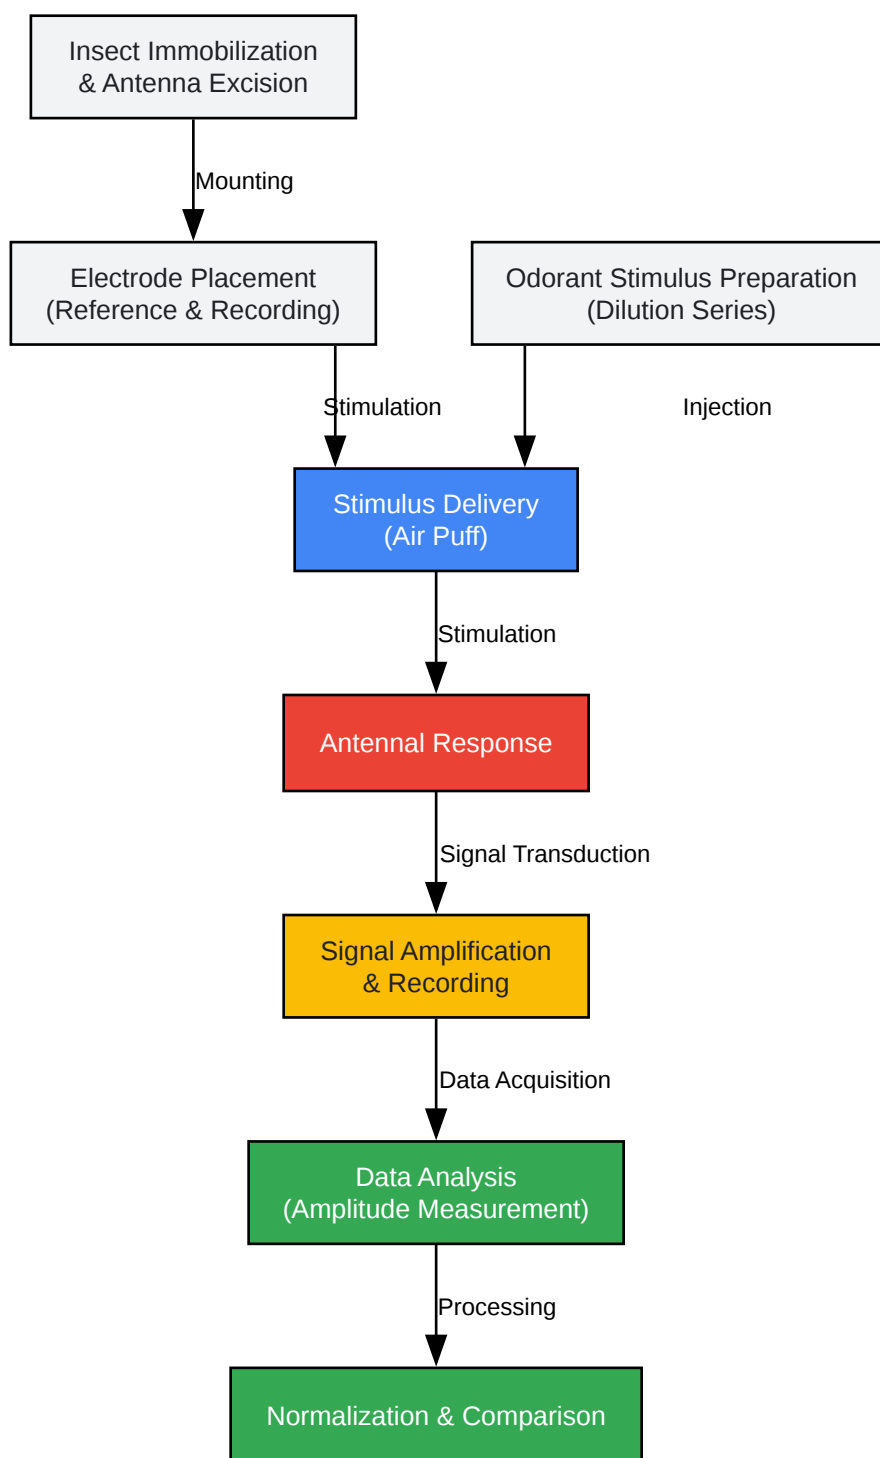 Insect Immobilization
& Antenna Excision
Mounting
Electrode Placement
(Reference & Recording)
Odorant Stimulus Preparation
(Dilution Series)
Stimulation
Injection
Stimulus Delivery
(Air Puff)
Stimulation
Antennal Response
Signal Transduction
Signal Amplification
& Recording
Data Acquisition
Data Analysis
(Amplitude Measurement)
Processing
Normalization & Comparison